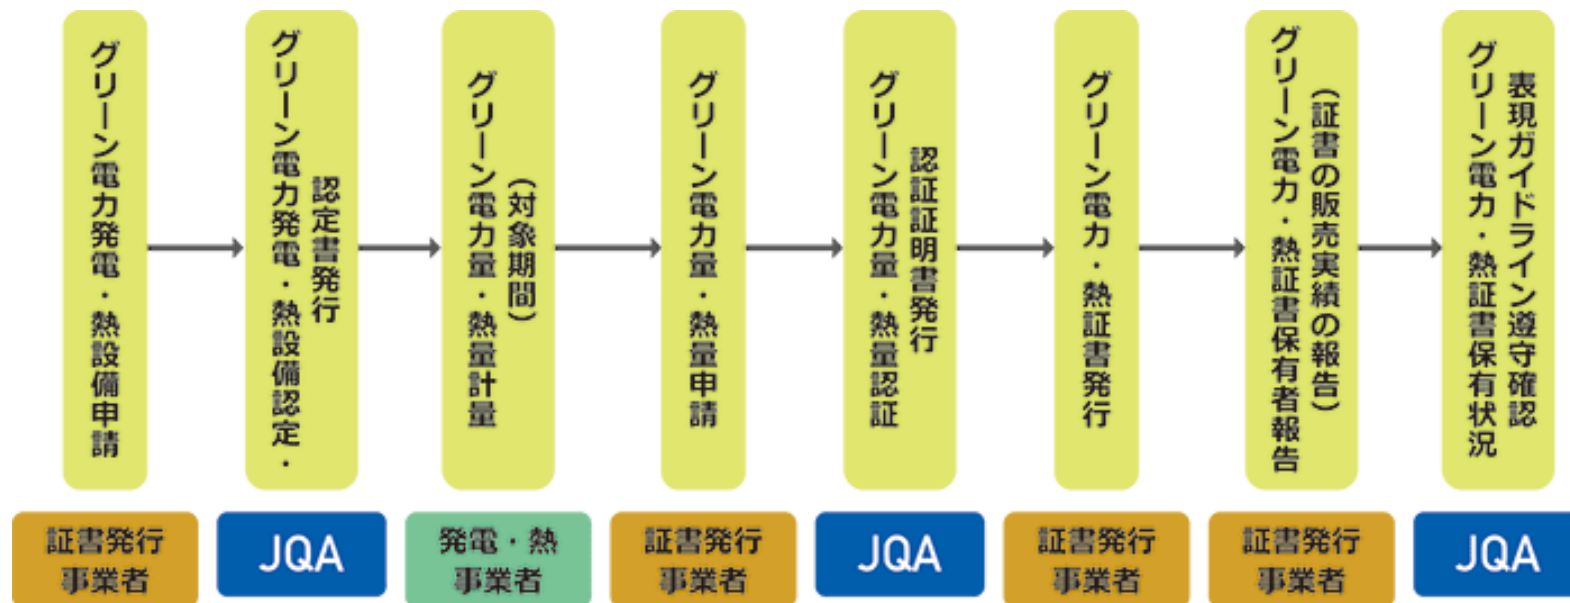 グリーン電力発電・熱設備申請
グリーン電力発電・熱設備認定・
認定書発行
グリーン電力量・熱量計量
（対象期間）
グリーン電力量・熱量申請
グリーン電力量・熱量認証
認証証明書発行
グリーン電力・熱証書発行
グリーン電力・熱証書保有者報告
（証書の販売実績の報告）
グリーン電力・熱証書保有状況
表現ガイドライン遵守確認
証書発行
事業者
JQA
発電・熱
事業者
証書発行
事業者
JQA
証書発行
事業者
証書発行
事業者
JQA